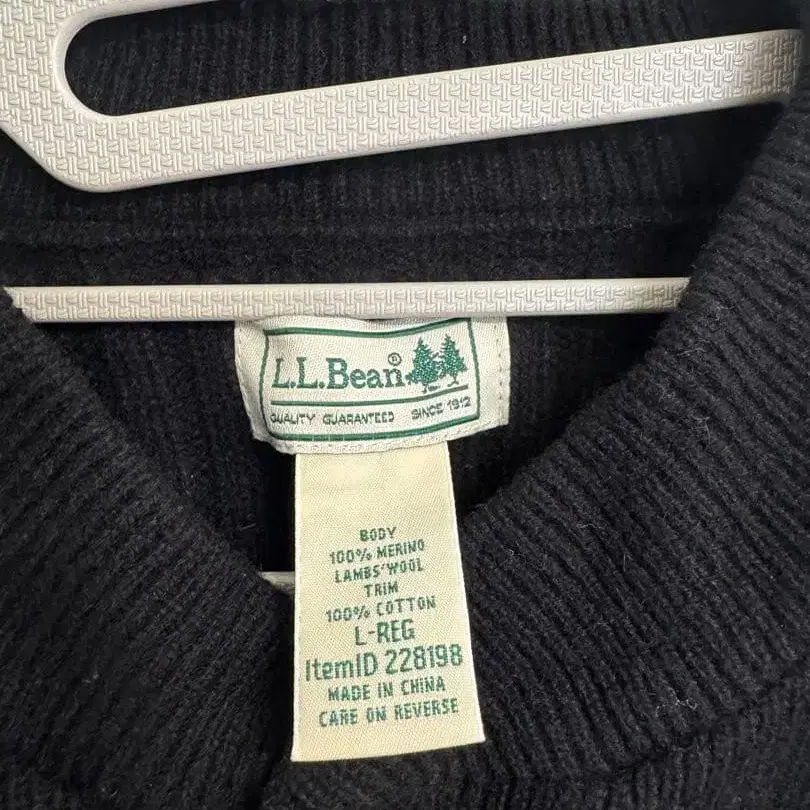 L.L.Bean®
QUALITY GUARANTEED SINCE 1912
BODY
100% MERINO
LAMBS'WOOL
TRIM
100% COTTON
L-REG
ItemID 228198
MADE IN CHINA
CARE ON REVERSE